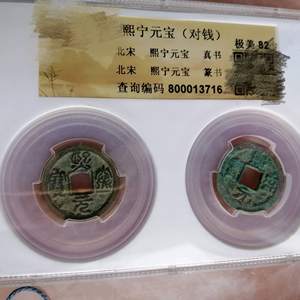 熙宁元宝（对钱）
极美 82
北宋 熙宁元宝 真书
北宋 熙宁元宝 篆书
查询编码 800013716